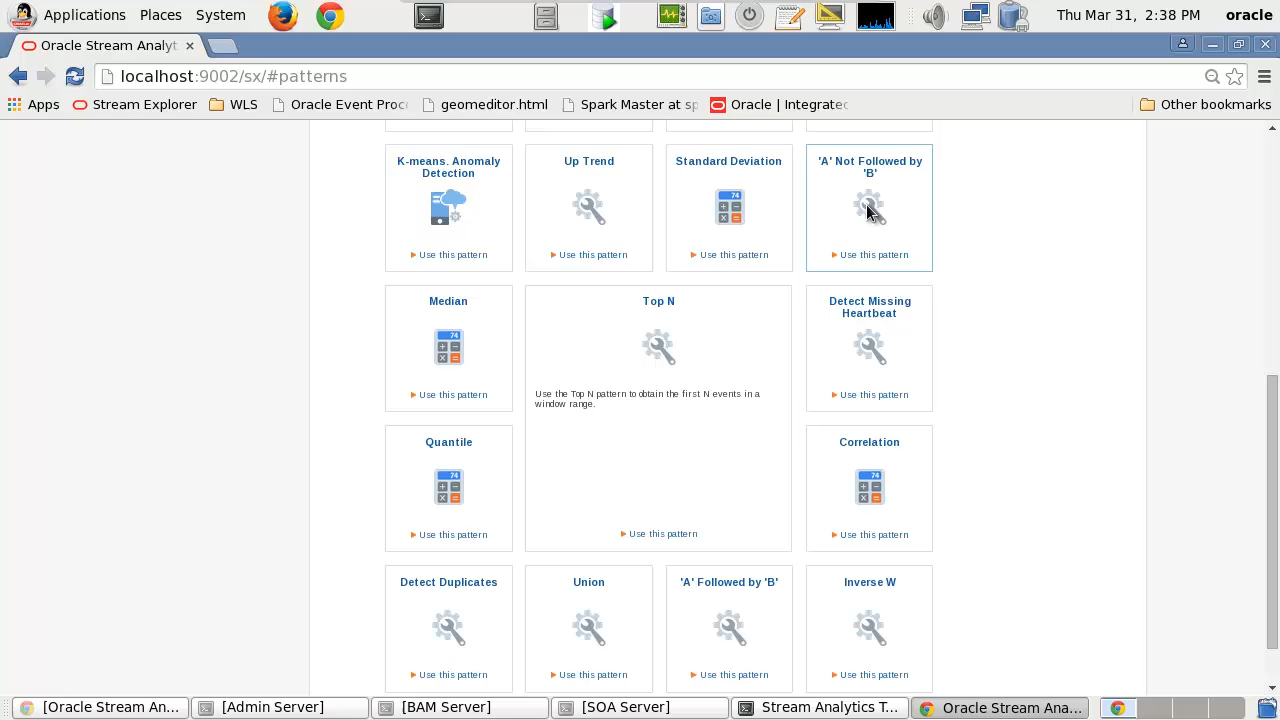 Applications Places System
Thu Mar 31, 2:38 PM oracle
Oracle Stream Analyt
localhost:9002/sx/#patterns
Apps Stream Explorer WLS Oracle Event Proc geomeditor.html Spark Master at sp Oracle | Integrate Other bookmarks
K-means. Anomaly Detection
Use this pattern
Up Trend
Use this pattern
Standard Deviation
74
Use this pattern
'A' Not Followed by 'B'
Use this pattern
Median
74
Use this pattern
Top N
Use the Top N pattern to obtain the first N events in a
window range.
Use this pattern
Detect Missing Heartbeat
Use this pattern
Quantile
74
Use this pattern
Correlation
74
Use this pattern
Detect Duplicates
Use this pattern
Union
Use this pattern
'A' Followed by 'B'
Use this pattern
Inverse W
Use this pattern
[Oracle Stream An... [Admin Server] [BAM Server] [SOA Server] Stream Analytics T... Oracle Stream Ana...